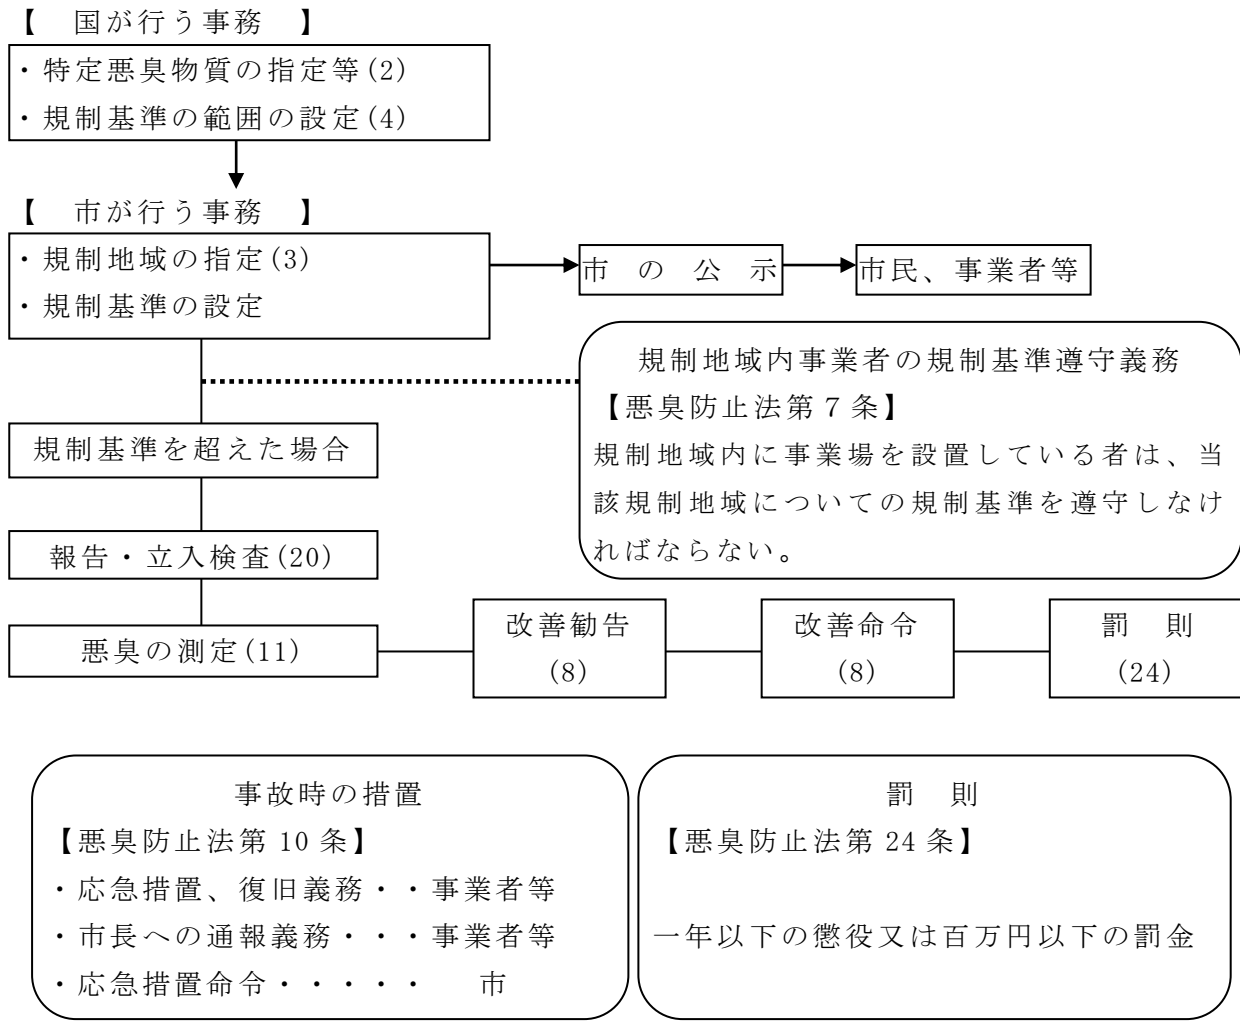 【　国が行う事務　】
・特定悪臭物質の指定等(2)
・規制基準の範囲の設定(4)
【　市が行う事務　】
・規制地域の指定(3)
・規制基準の設定
市　の　公　示
市民、事業者等
規制地域内事業者の規制基準遵守義務
【悪臭防止法第７条】
規制地域内に事業場を設置している者は、当
該規制地域についての規制基準を遵守しなけ
ればならない。
規制基準を超えた場合
報告・立入検査(20)
悪臭の測定(11)
改善勧告
(8)
改善命令
(8)
罰　則
(24)
事故時の措置
【悪臭防止法第 10 条】
・応急措置、復旧義務・・事業者等
・市長への通報義務・・・事業者等
・応急措置命令・・・・・　市
罰　則
【悪臭防止法第 24 条】
一年以下の懲役又は百万円以下の罰金